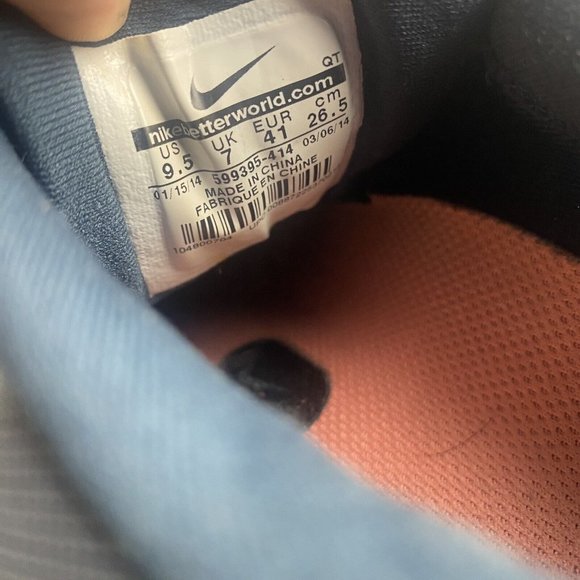 QT
nikebetterworld.com
US UK EUR cm
9.5 7 41 26.5
01/15/14 599395-414 03/06/14
MADE IN CHINA
FABRIQUE EN CHINE